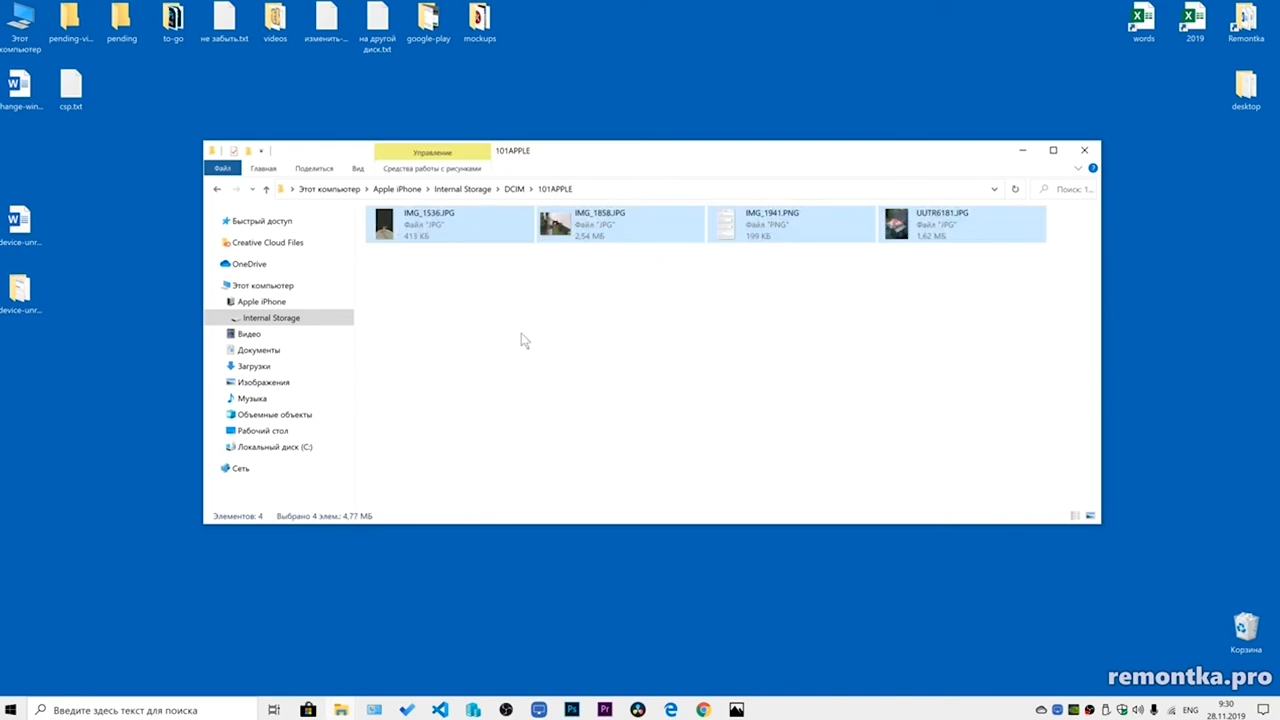 Этот
компьютер
pending-vi...
pending
to-go
не забыть.txt
videos
изменить-...
на другой
диск.txt
google-play
mockups
words
2019
Remontka
hange-win...
csp.txt
desktop
device-unr...
device-unr...
Управление
101APPLE
Файл
Главная
Поделиться
Вид
Средства работы с рисунками
Этот компьютер > Apple iPhone > Internal Storage > DCIM > 101APPLE
Поиск: 1...
Быстрый доступ
Creative Cloud Files
OneDrive
Этот компьютер
Apple iPhone
Internal Storage
Видео
Документы
Загрузки
Изображения
Музыка
Объемные объекты
Рабочий стол
Локальный диск (C:)
Сеть
IMG_1536.JPG
Файл "JPG"
413 КБ
IMG_1858.JPG
Файл "JPG"
2,54 МБ
IMG_1941.PNG
Файл "PNG"
199 КБ
UUTR6181.JPG
Файл "JPG"
1,62 МБ
Элементов: 4
Выбрано 4 элем.: 4,77 МБ
Корзина
remontka.pro
Введите здесь текст для поиска
ENG
9:30
28.11.2019